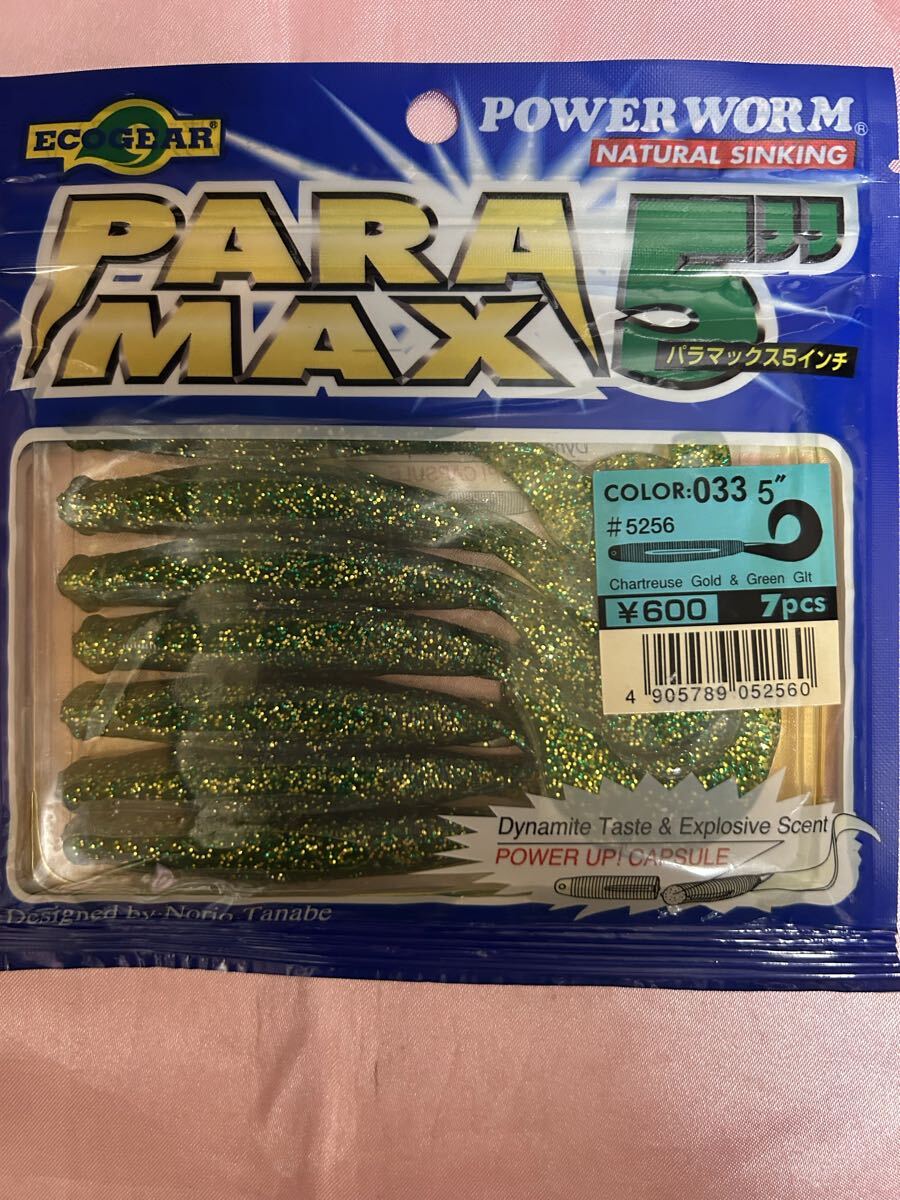 ECOGEAR®
POWER WORM®
NATURAL SINKING
PARA
MAX
5"
パラマックス5インチ
COLOR:033 5"
#5256
Chartreuse Gold & Green Glt
¥600 7pcs
4 905789 052560
Dynamite Taste & Explosive Scent
POWER UP! CAPSULE
Designed by Norio Tanabe